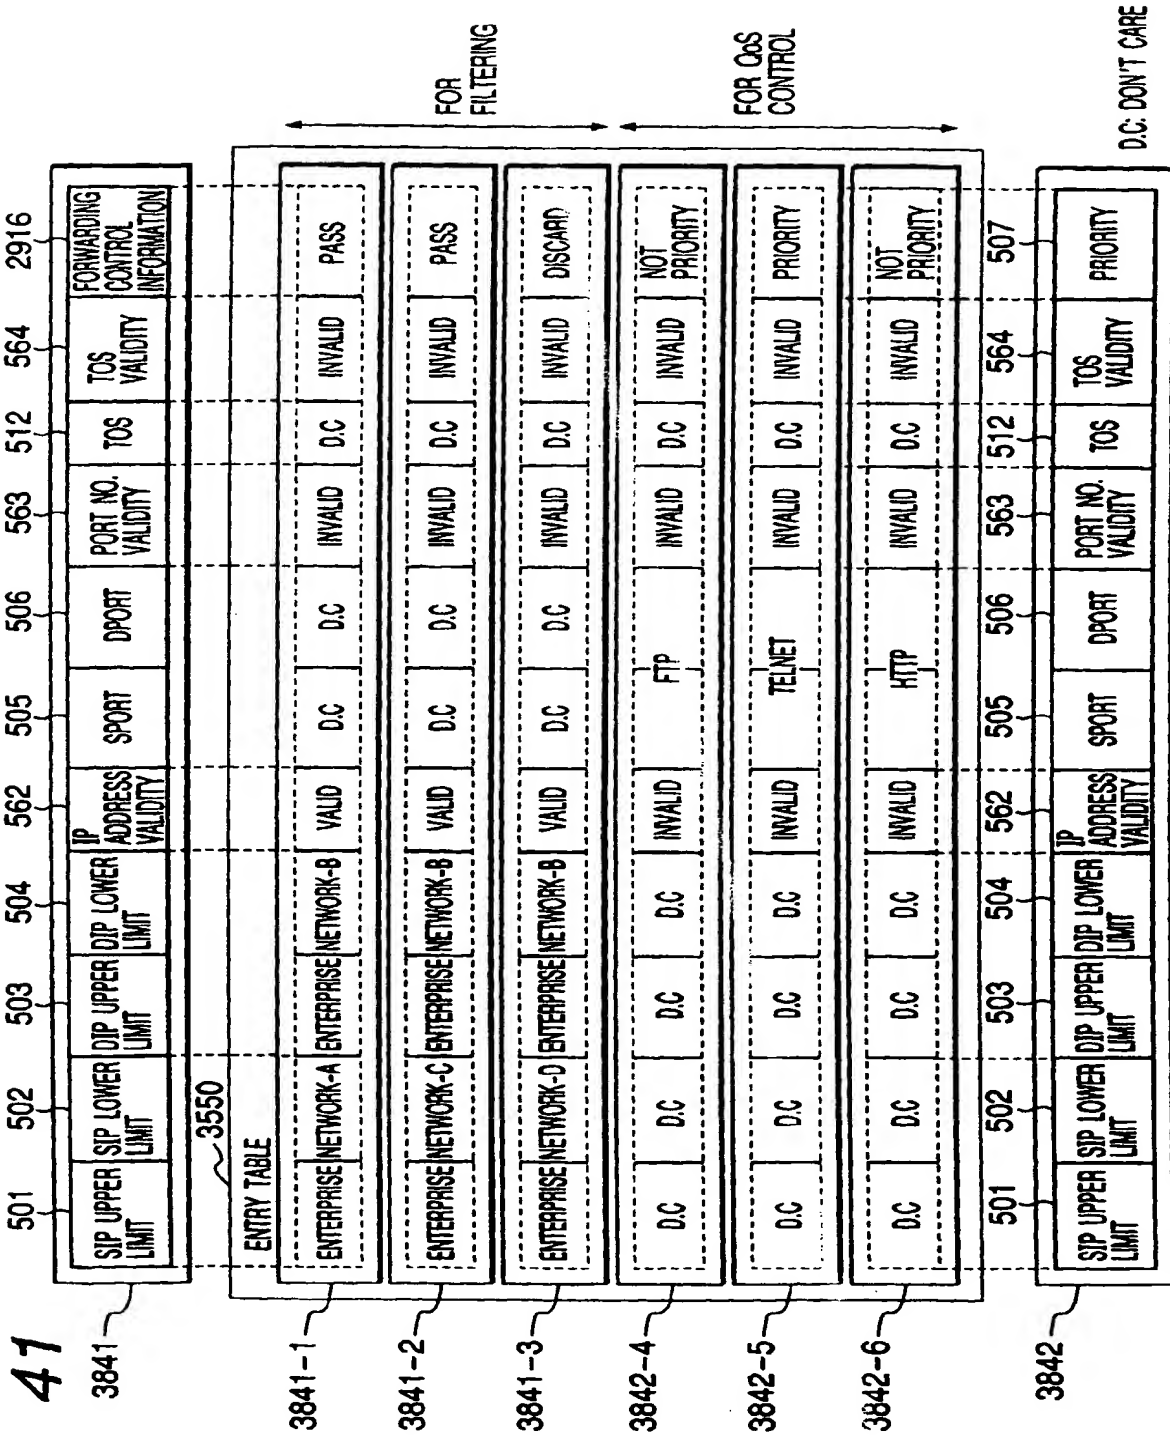 41
501 502 503 504 562 505 506 563 512 564 2916
3841
SIP UPPER LIMIT
SIP LOWER LIMIT
DIP UPPER LIMIT
DIP LOWER LIMIT
IP ADDRESS VALIDITY
SPORT
DPORT
PORT NO. VALIDITY
TOS
TOS VALIDITY
FORWARDING CONTROL INFORMATION
3550
ENTRY TABLE
3841-1 ENTERPRISE NETWORK-A ENTERPRISE NETWORK-B VALID D.C D.C INVALID D.C INVALID PASS
3841-2 ENTERPRISE NETWORK-C ENTERPRISE NETWORK-B VALID D.C D.C INVALID D.C INVALID PASS
3841-3 ENTERPRISE NETWORK-D ENTERPRISE NETWORK-B VALID D.C D.C INVALID D.C INVALID DISCARD
FOR FILTERING
3842-4 D.C D.C D.C D.C INVALID FTP INVALID D.C INVALID NOT PRIORITY
3842-5 D.C D.C D.C D.C INVALID TELNET INVALID D.C INVALID PRIORITY
3842-6 D.C D.C D.C D.C INVALID HTTP INVALID D.C INVALID NOT PRIORITY
FOR QoS CONTROL
501 502 503 504 562 505 506 563 512 564 507
3842
SIP UPPER LIMIT
SIP LOWER LIMIT
DIP UPPER LIMIT
DIP LOWER LIMIT
IP ADDRESS VALIDITY
SPORT
DPORT
PORT NO. VALIDITY
TOS
TOS VALIDITY
PRIORITY
D.C: DON'T CARE